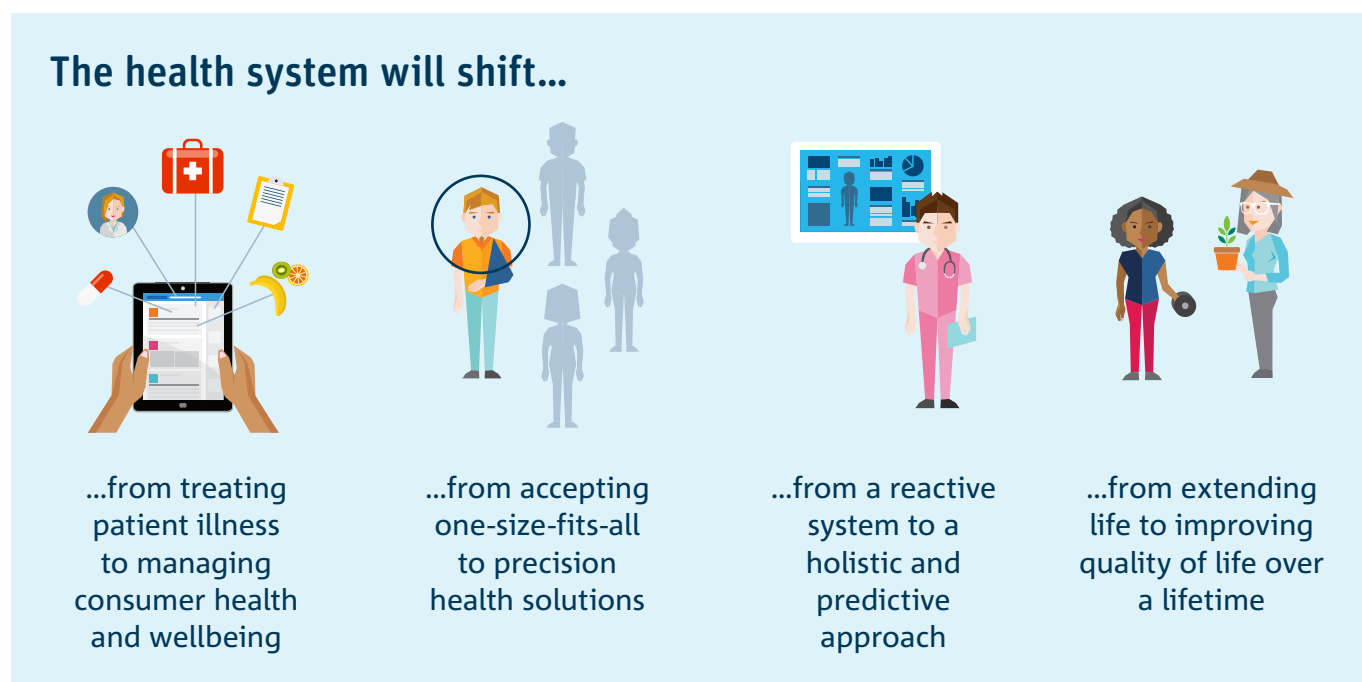 The health system will shift...
...from treating
patient illness
to managing
consumer health
and wellbeing
...from accepting
one-size-fits-all
to precision
health solutions
...from a reactive
system to a
holistic and
predictive
approach
...from extending
life to improving
quality of life over
a lifetime